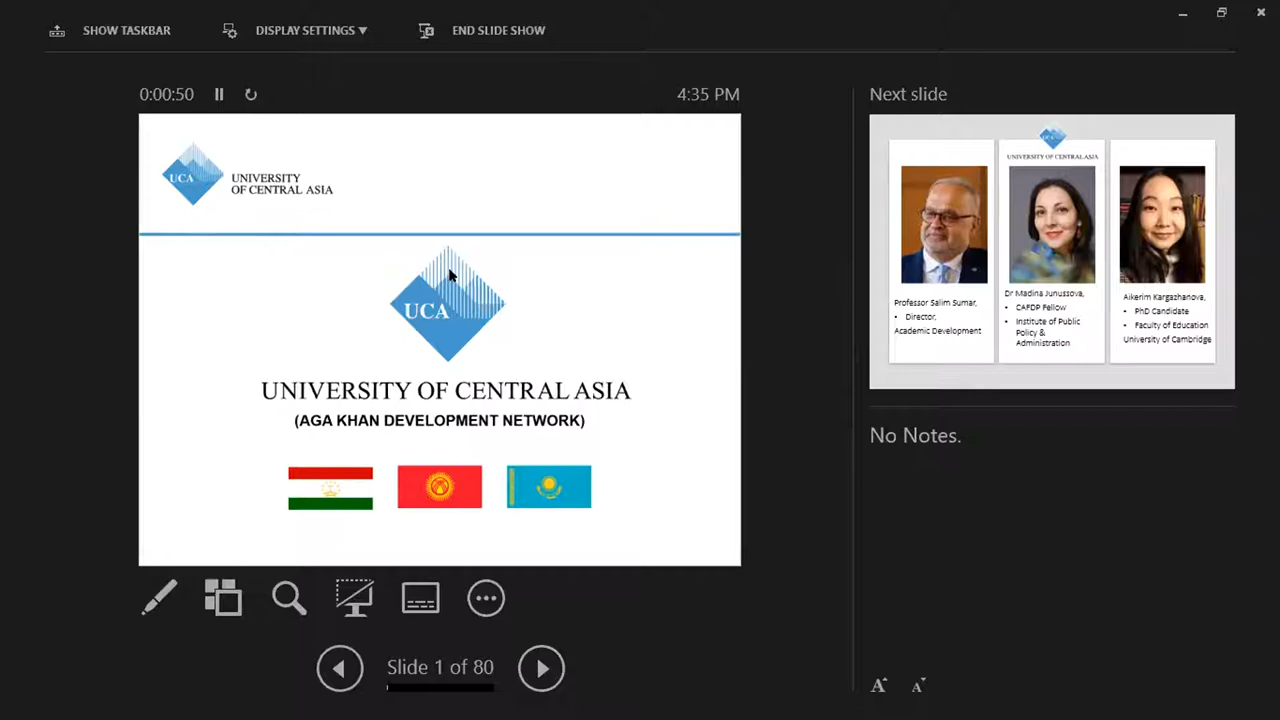 SHOW TASKBAR
DISPLAY SETTINGS
END SLIDE SHOW
0:00:50
4:35 PM
UCA
UNIVERSITY
OF CENTRAL ASIA
UCA
UNIVERSITY OF CENTRAL ASIA
(AGA KHAN DEVELOPMENT NETWORK)
Slide 1 of 80
Next slide
UCA
UNIVERSITY OF CENTRAL ASIA
Professor Salim Sumar,
• Director,
Academic Development
Dr Madina Junussova,
• CAFDP Fellow
• Institute of Public
Policy &
Administration
Aikerim Kargazhanova,
• PhD Candidate
• Faculty of Education
University of Cambridge
No Notes.
A A